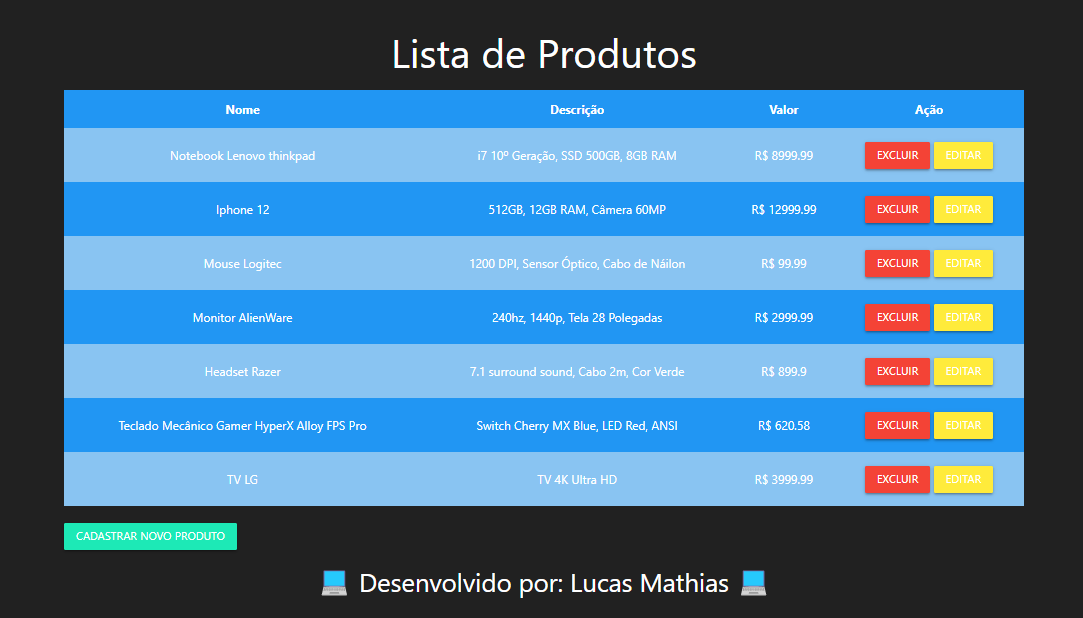 Lista de Produtos
Nome Descrição Valor Ação
Notebook Lenovo thinkpad i7 10º Geração, SSD 500GB, 8GB RAM R$ 8999.99 EXCLUIR EDITAR
Iphone 12 512GB, 12GB RAM, Câmera 60MP R$ 12999.99 EXCLUIR EDITAR
Mouse Logitec 1200 DPI, Sensor Óptico, Cabo de Náilon R$ 99.99 EXCLUIR EDITAR
Monitor AlienWare 240hz, 1440p, Tela 28 Polegadas R$ 2999.99 EXCLUIR EDITAR
Headset Razer 7.1 surround sound, Cabo 2m, Cor Verde R$ 899.9 EXCLUIR EDITAR
Teclado Mecânico Gamer HyperX Alloy FPS Pro Switch Cherry MX Blue, LED Red, ANSI R$ 620.58 EXCLUIR EDITAR
TV LG TV 4K Ultra HD R$ 3999.99 EXCLUIR EDITAR
CADASTRAR NOVO PRODUTO
Desenvolvido por: Lucas Mathias